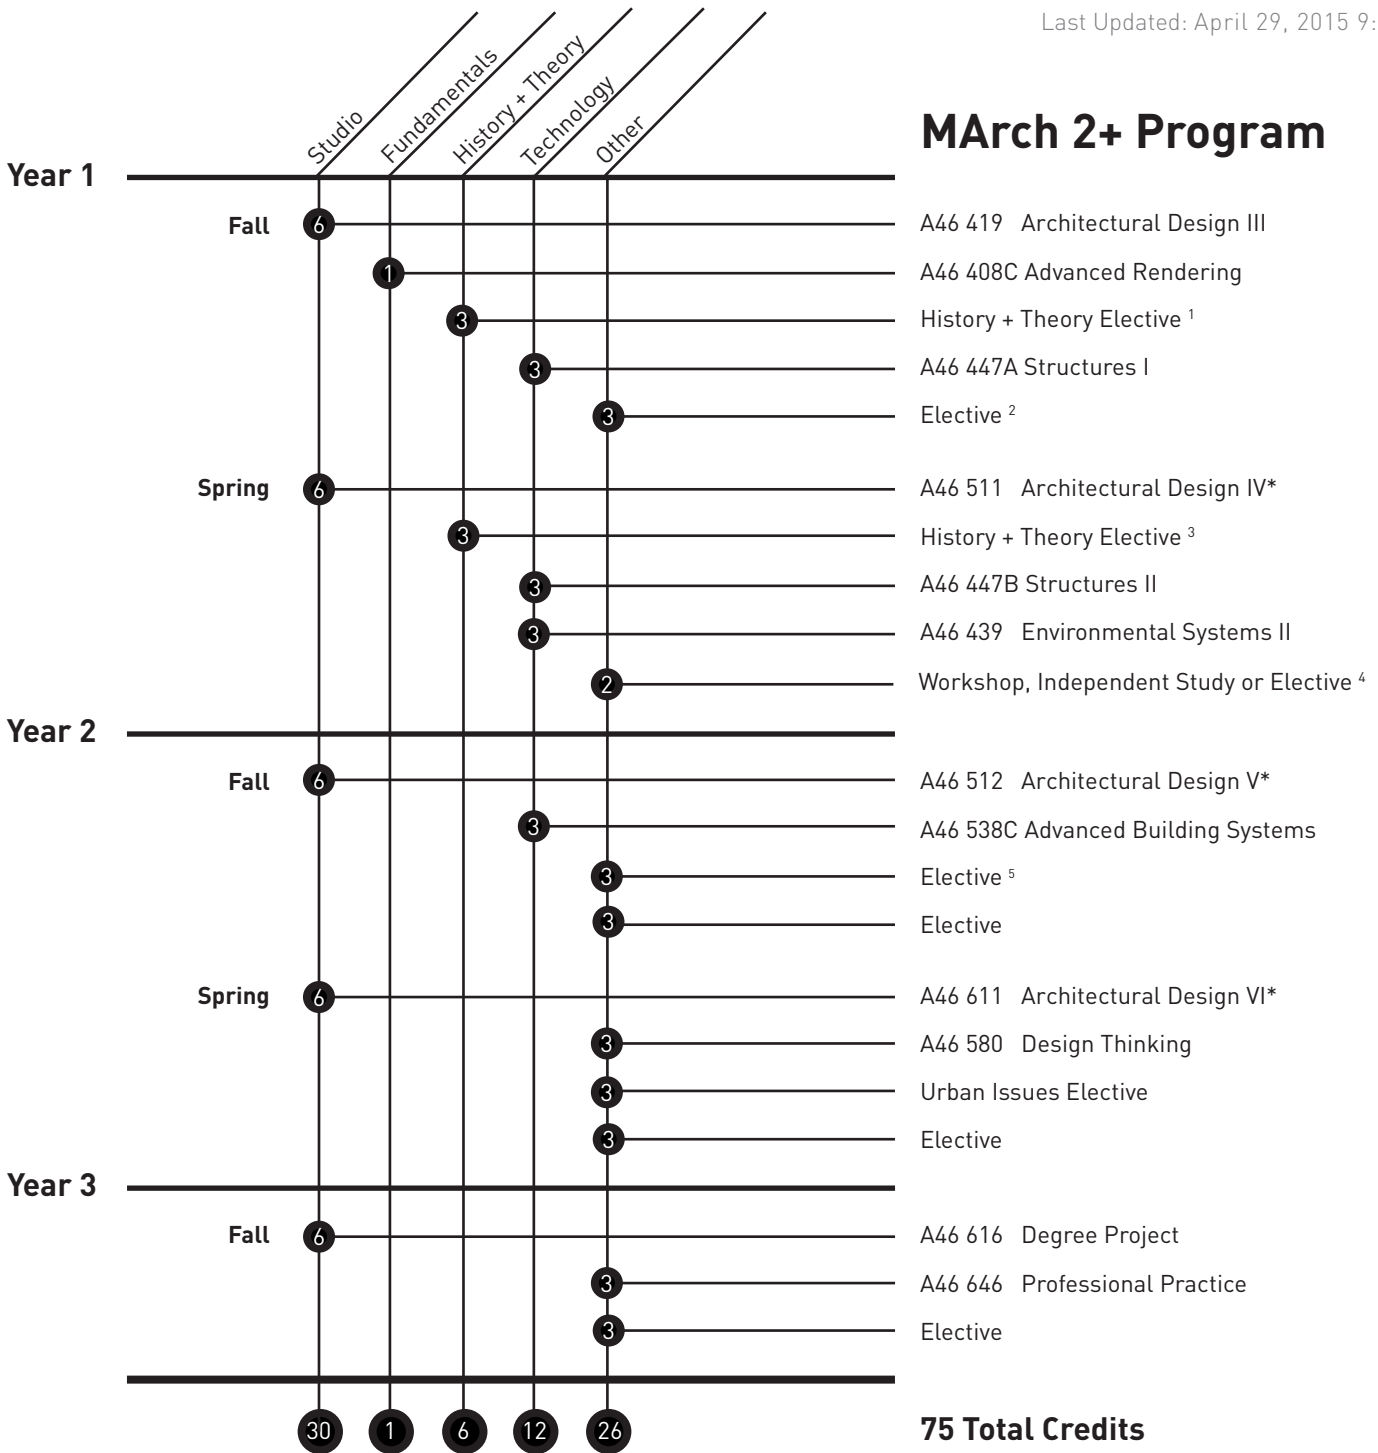 Last Updated: April 29, 2015 9:
Studio
Fundamentals
History + Theory
Technology
Other
MArch 2+ Program
Year 1
Fall
6 A46 419 Architectural Design III
1 A46 408C Advanced Rendering
3 History + Theory Elective 1
3 A46 447A Structures I
3 Elective 2
Spring
6 A46 511 Architectural Design IV*
3 History + Theory Elective 3
3 A46 447B Structures II
3 A46 439 Environmental Systems II
2 Workshop, Independent Study or Elective 4
Year 2
Fall
6 A46 512 Architectural Design V*
3 A46 538C Advanced Building Systems
3 Elective 5
3 Elective
Spring
6 A46 611 Architectural Design VI*
3 A46 580 Design Thinking
3 Urban Issues Elective
3 Elective
Year 3
Fall
6 A46 616 Degree Project
3 A46 646 Professional Practice
3 Elective
30 1 6 12 26 75 Total Credits